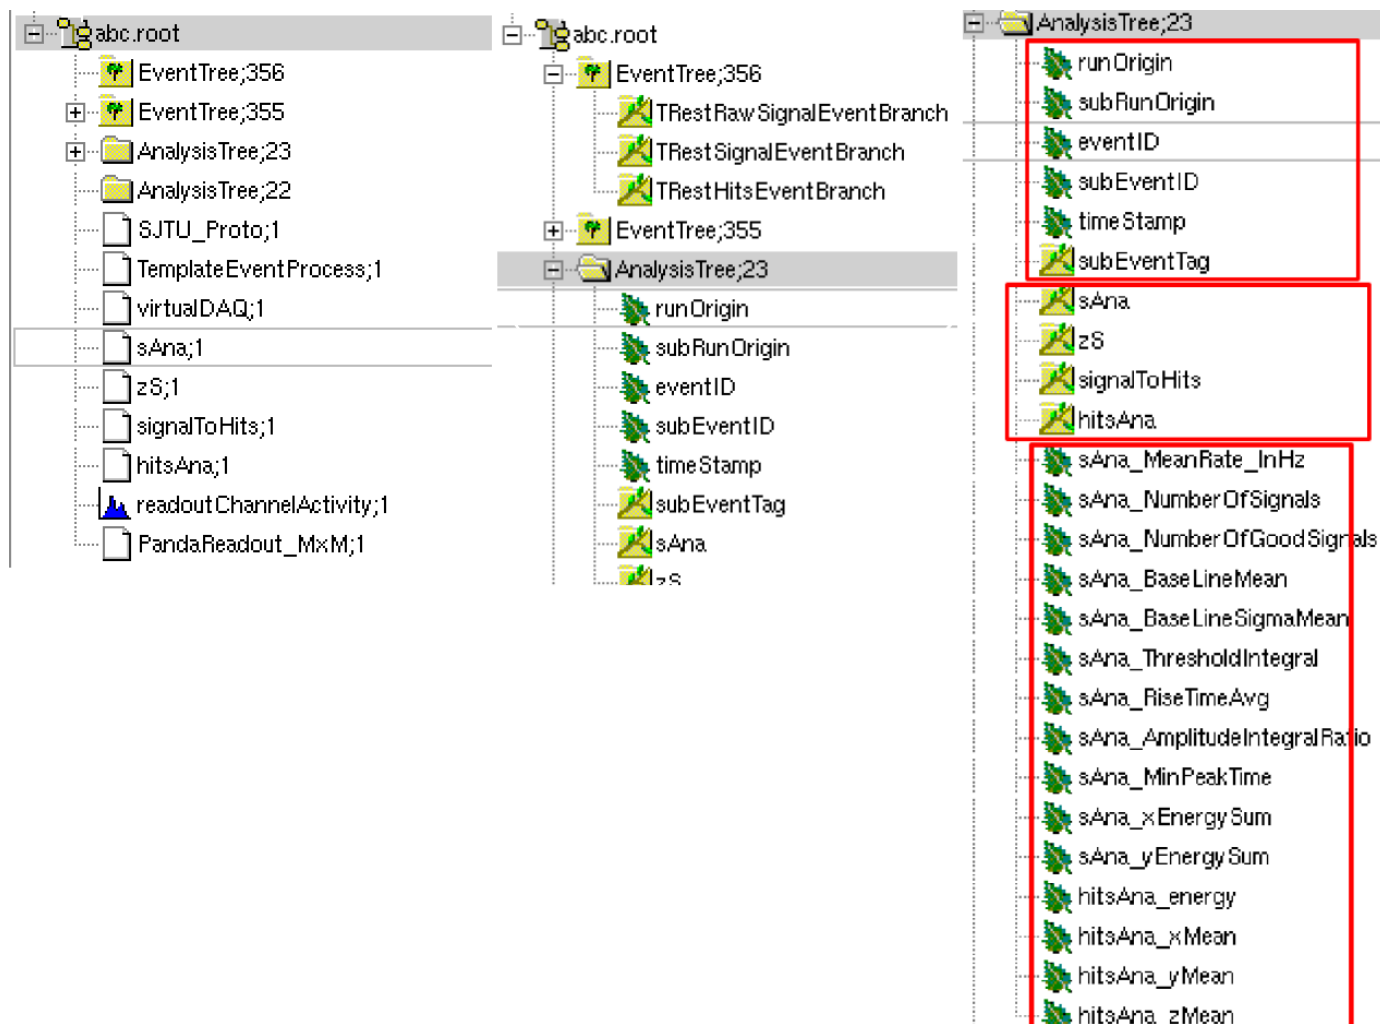 abc.root
EventTree;356
EventTree;355
AnalysisTree;23
AnalysisTree;22
SJTU_Proto;1
TemplateEventProcess;1
virtualDAQ;1
sAna;1
zS;1
signalToHits;1
hitsAna;1
readoutChannelActivity;1
PandaReadout_MxM;1
abc.root
EventTree;356
TRestRawSignalEventBranch
TRestSignalEventBranch
TRestHitsEventBranch
EventTree;355
AnalysisTree;23
runOrigin
subRunOrigin
eventID
subEventID
timeStamp
subEventTag
sAna
zS
AnalysisTree;23
runOrigin
subRunOrigin
eventID
subEventID
timeStamp
subEventTag
sAna
zS
signalToHits
hitsAna
sAna_MeanRate_InHz
sAna_NumberOfSignals
sAna_NumberOfGoodSignals
sAna_BaseLineMean
sAna_BaseLineSigmaMean
sAna_ThresholdIntegral
sAna_RiseTimeAvg
sAna_AmplitudeIntegralRatio
sAna_MinPeakTime
sAna_xEnergySum
sAna_yEnergySum
hitsAna_energy
hitsAna_xMean
hitsAna_yMean
hitsAna_zMean